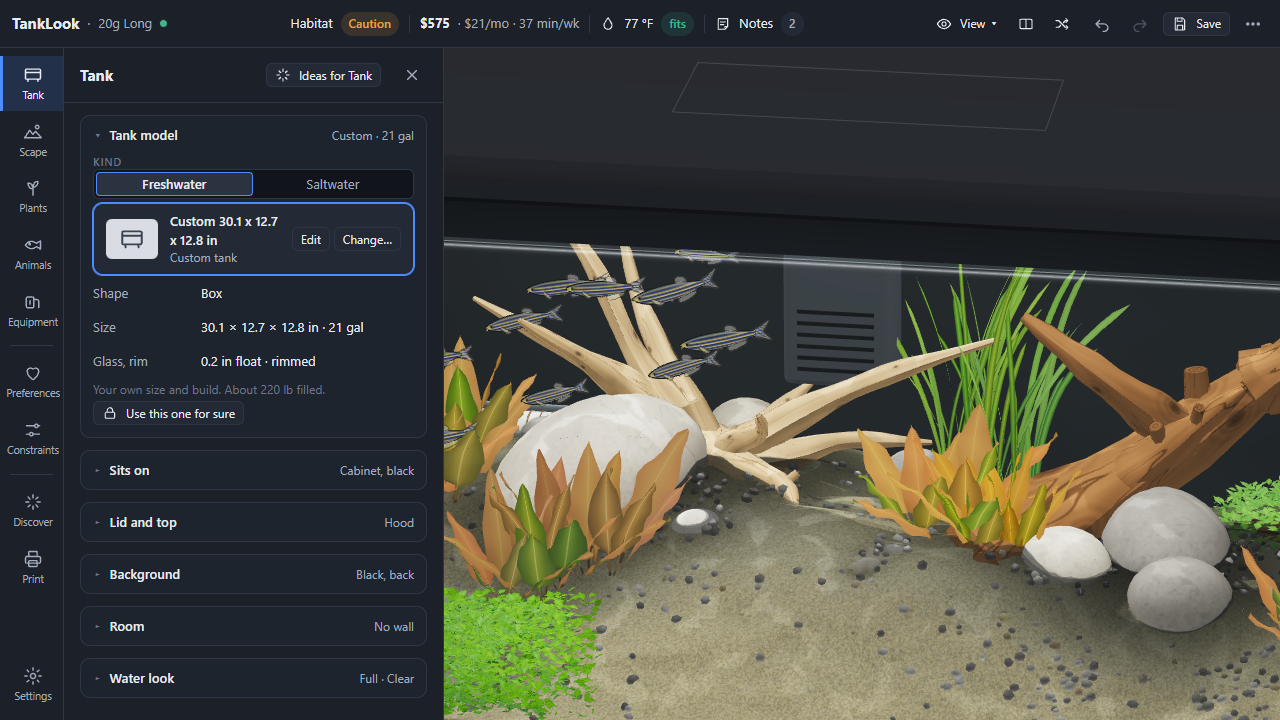 TankLook · 20g Long
Habitat Caution $575 · $21/mo · 37 min/wk 77 °F fits Notes 2
View Save
Tank
Scape
Plants
Animals
Equipment
Preferences
Constraints
Discover
Print
Settings
Tank Ideas for Tank
Tank model Custom · 21 gal
KIND
Freshwater Saltwater
Custom 30.1 x 12.7
x 12.8 in
Custom tank
Edit Change...
Shape Box
Size 30.1 × 12.7 × 12.8 in · 21 gal
Glass, rim 0.2 in float · rimmed
Your own size and build. About 220 lb filled.
Use this one for sure
Sits on Cabinet, black
Lid and top Hood
Background Black, back
Room No wall
Water look Full · Clear